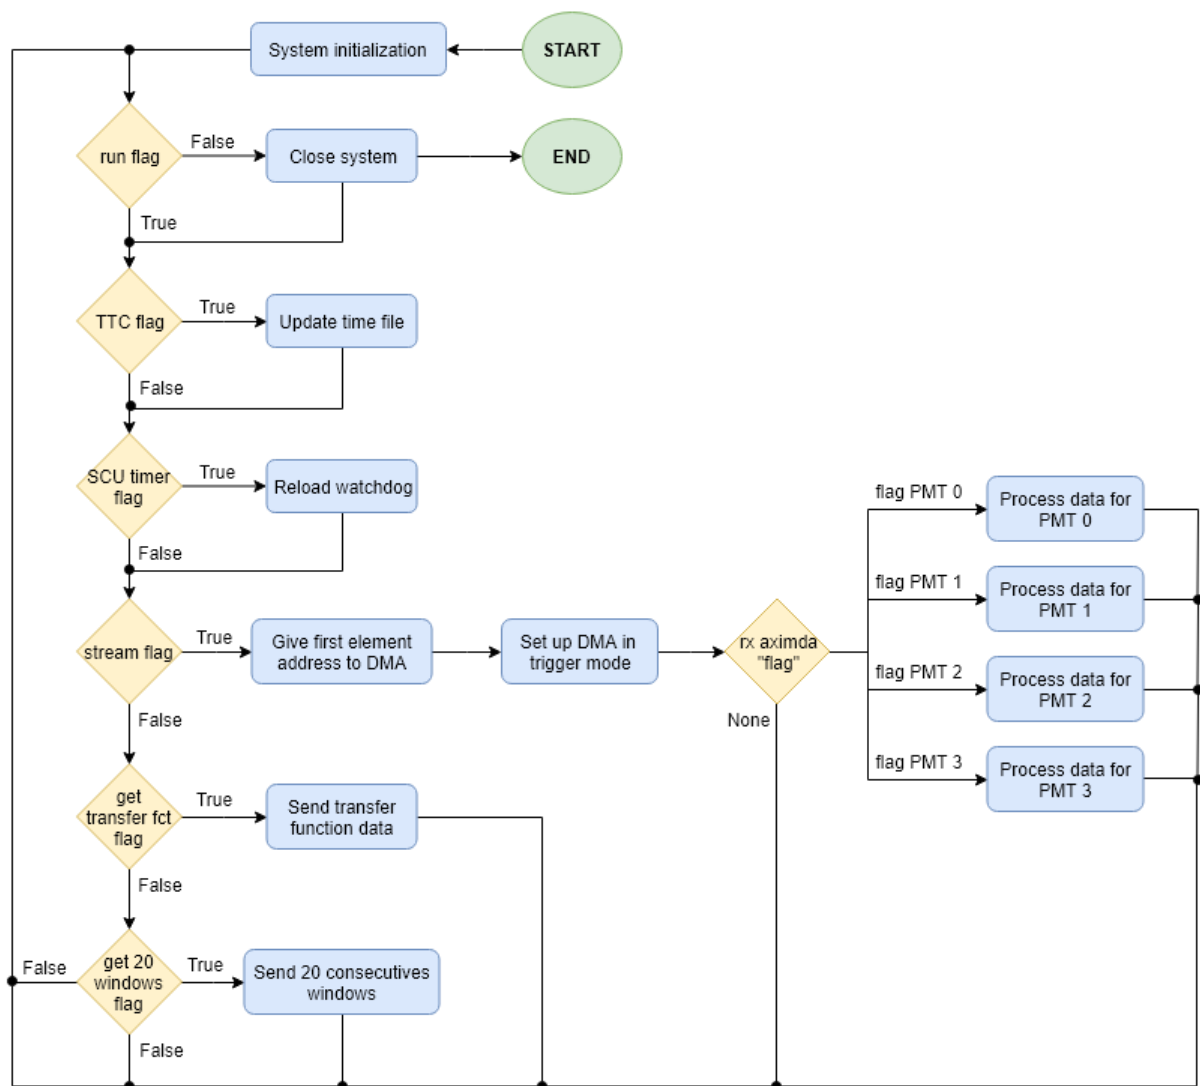 System initialization
START
run flag
False
Close system
END
True
TTC flag
True
Update time file
False
SCU timer
flag
True
Reload watchdog
False
stream flag
True
Give first element
address to DMA
Set up DMA in
trigger mode
rx aximda
"flag"
None
flag PMT 0
Process data for
PMT 0
flag PMT 1
Process data for
PMT 1
flag PMT 2
Process data for
PMT 2
flag PMT 3
Process data for
PMT 3
False
get
transfer fct
flag
True
Send transfer
function data
False
False
get 20
windows
flag
True
Send 20 consecutives
windows
False